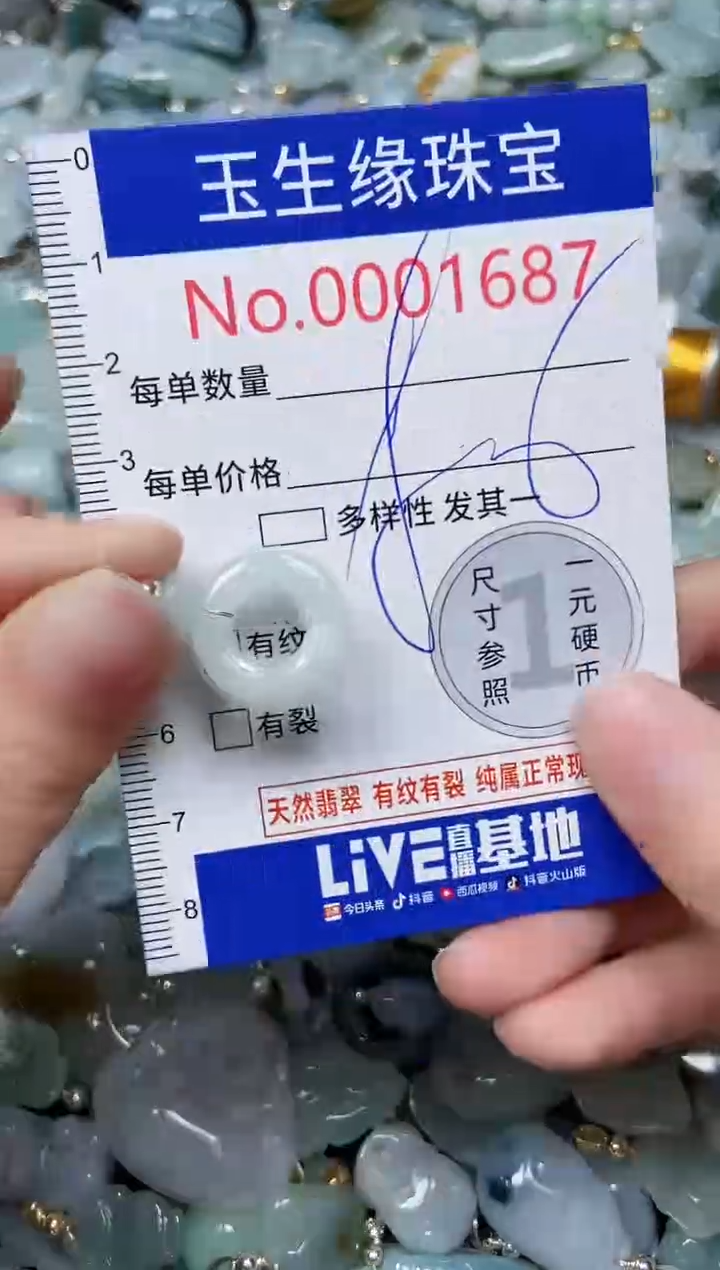 玉生缘珠宝
No.0001687
每单数量
每单价格
多样性 发其一
有纹
有裂
尺寸参照
1
一元硬币
天然翡翠 有纹有裂 纯属正常现
LiVE直播基地
今日头条 抖音 西瓜视频 抖音火山版
0
1
2
3
6
7
8